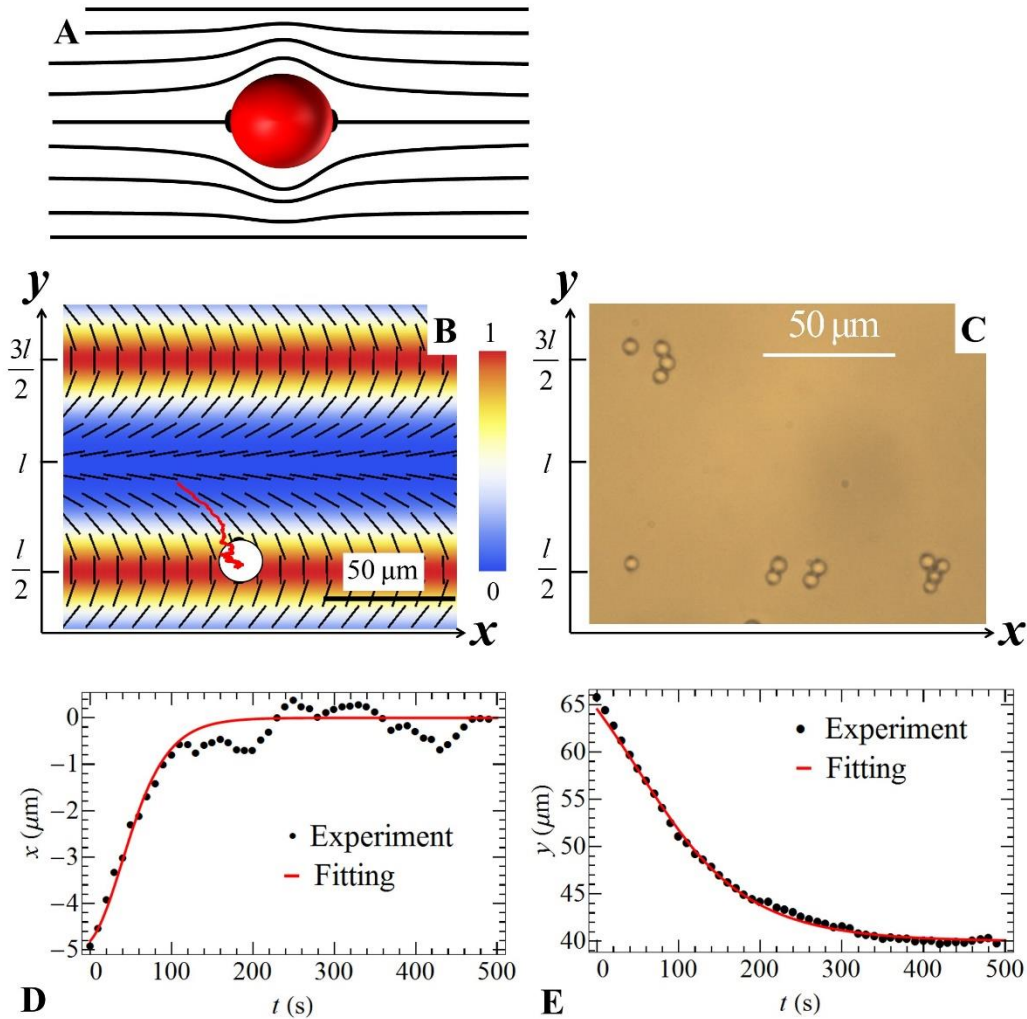 A
y
3l
2
l
l
2
B
1
0
50 μm
x
y
3l
2
l
l
2
50 μm
C
x
x (μm)
0
−1
−2
−3
−4
−5
Experiment
Fitting
0 100 200 300 400 500
t (s)
D
y (μm)
65
60
55
50
45
40
Experiment
Fitting
0 100 200 300 400 500
t (s)
E